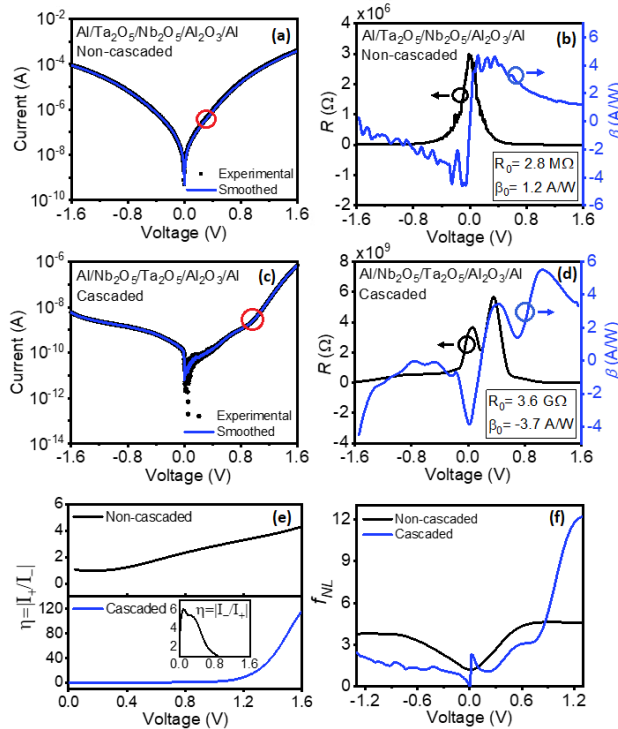 Al/Ta₂O₅/Nb₂O₅/Al₂O₃/Al
Non-cascaded
(a)
10⁻²
10⁻⁴
10⁻⁶
10⁻⁸
10⁻¹⁰
Current (A)
Experimental
Smoothed
-1.6 -0.8 0.0 0.8 1.6
Voltage (V)
×10⁶
Al/Ta₂O₅/Nb₂O₅/Al₂O₃/Al
Non-cascaded
(b)
4
3
2
1
0
-1
R (Ω)
6
4
2
0
-2
-4
-6
β (A/W)
R₀= 2.8 MΩ
β₀= 1.2 A/W
-1.6 -0.8 0.0 0.8 1.6
Voltage (V)
Al/Nb₂O₅/Ta₂O₅/Al₂O₃/Al
Cascaded
(c)
10⁻⁶
10⁻⁸
10⁻¹⁰
10⁻¹²
10⁻¹⁴
Current (A)
Experimental
Smoothed
-1.6 -0.8 0.0 0.8 1.6
Voltage (V)
×10⁹
Al/Nb₂O₅/Ta₂O₅/Al₂O₃/Al
Cascaded
(d)
8
6
4
2
0
-2
-4
R (Ω)
6
4
2
0
-2
-4
β (A/W)
R₀= 3.6 GΩ
β₀= -3.7 A/W
-1.6 -0.8 0.0 0.8 1.6
Voltage (V)
Non-cascaded
(e)
6
4
2
0
Cascaded
120
90
60
30
0
η=|I₊/I₋|
η=|I₋/I₊|
6
4
2
0
0.0 0.8 1.6
0.0 0.4 0.8 1.2 1.6
Voltage (V)
Non-cascaded
Cascaded
(f)
12
9
6
3
0
f_NL
-1.2 -0.6 0.0 0.6 1.2
Voltage (V)